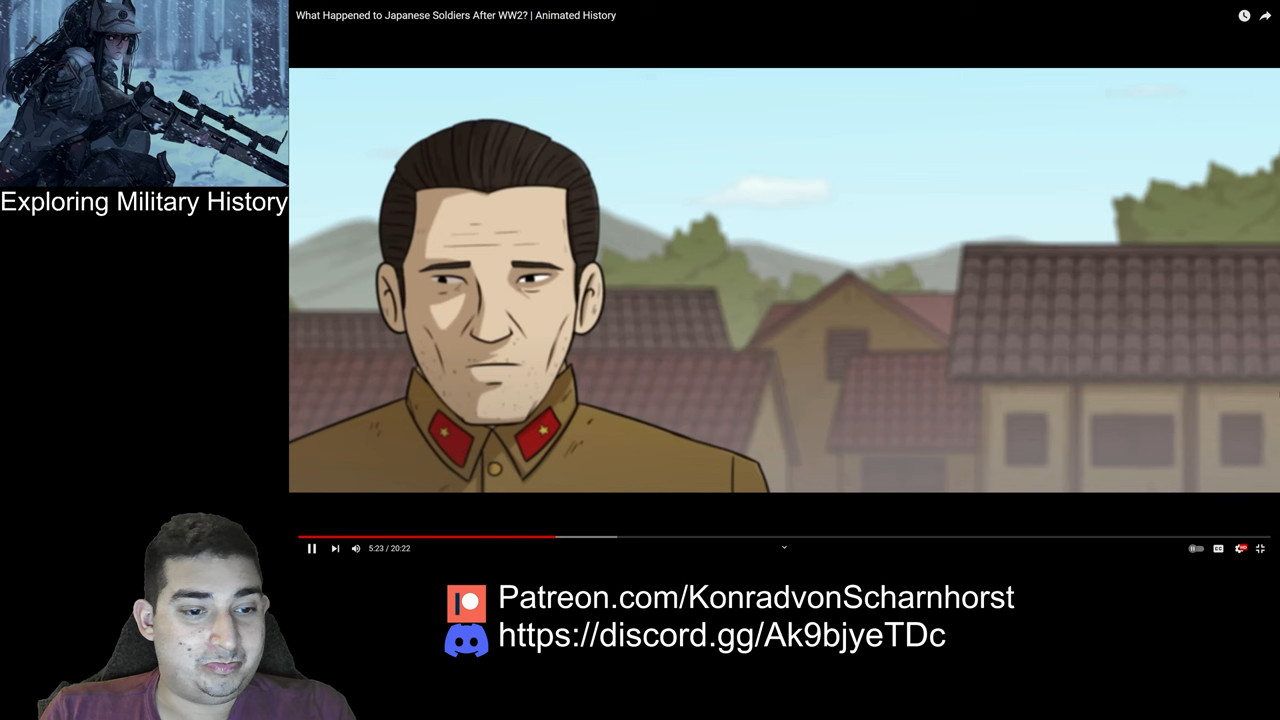 What Happened to Japanese Soldiers After WW2? | Animated History
Exploring Military History
5:23 / 20:22
CC
Patreon.com/KonradvonScharnhorst
https://discord.gg/Ak9bjyeTDc